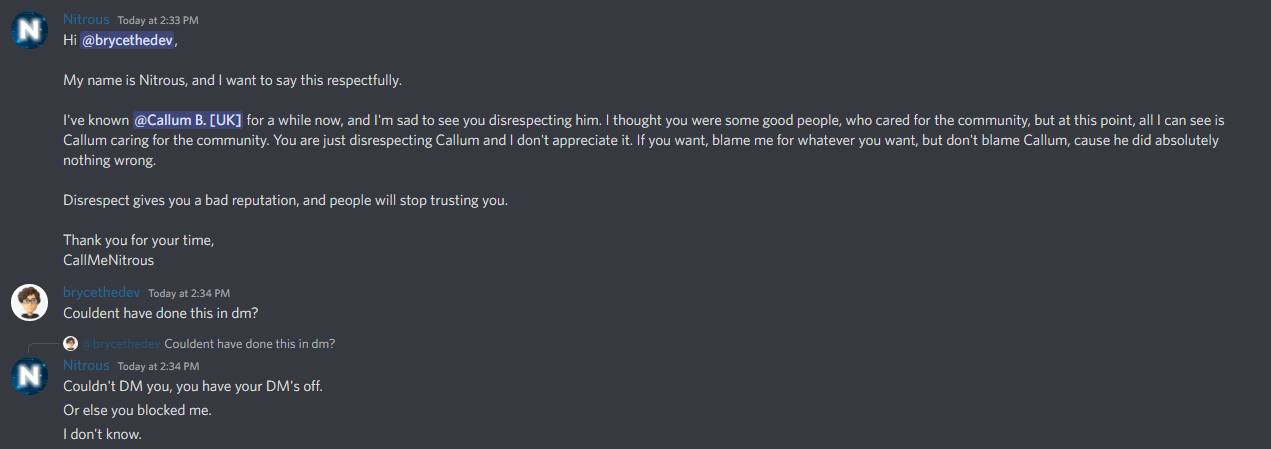 Nitrous Today at 2:33 PM
Hi @brycethedev,
My name is Nitrous, and I want to say this respectfully.
I've known @Callum B. [UK] for a while now, and I'm sad to see you disrespecting him. I thought you were some good people, who cared for the community, but at this point, all I can see is
Callum caring for the community. You are just disrespecting Callum and I don't appreciate it. If you want, blame me for whatever you want, but don't blame Callum, cause he did absolutely
nothing wrong.
Disrespect gives you a bad reputation, and people will stop trusting you.
Thank you for your time,
CallMeNitrous
brycethedev Today at 2:34 PM
Couldent have done this in dm?
@brycethedev Couldent have done this in dm?
Nitrous Today at 2:34 PM
Couldn't DM you, you have your DM's off.
Or else you blocked me.
I don't know.